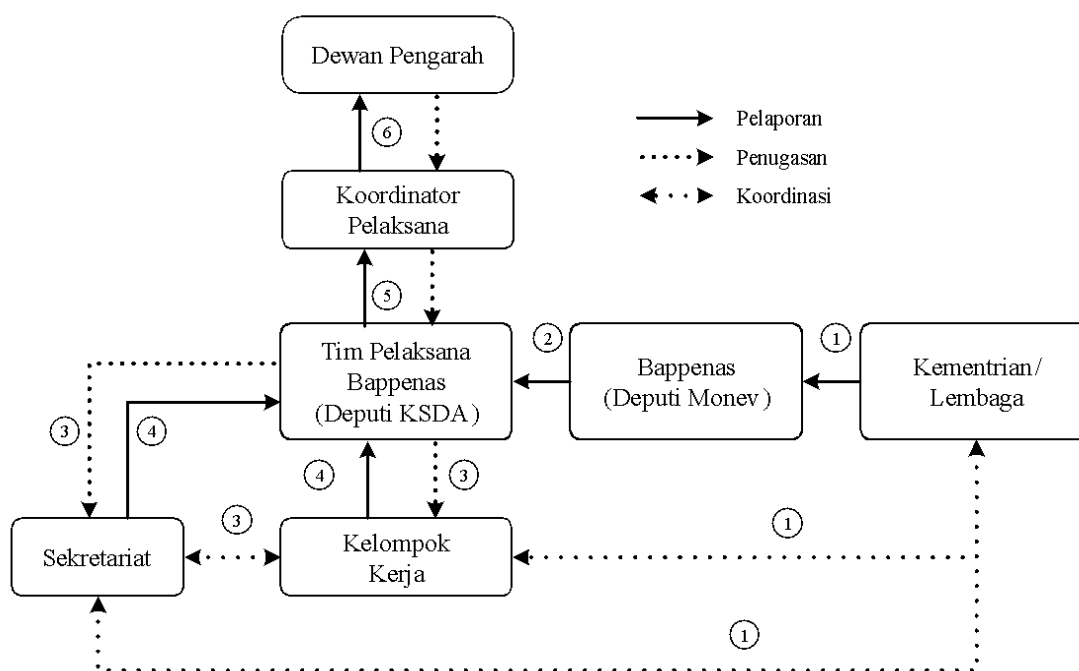 Dewan Pengarah
6
Pelaporan
Penugasan
Koordinasi
Koordinator
Pelaksana
5
Tim Pelaksana
Bappenas
(Deputi KSDA)
2
Bappenas
(Deputi Monev)
1
Kementrian/
Lembaga
3
4
4
3
Sekretariat
3
Kelompok
Kerja
1
1